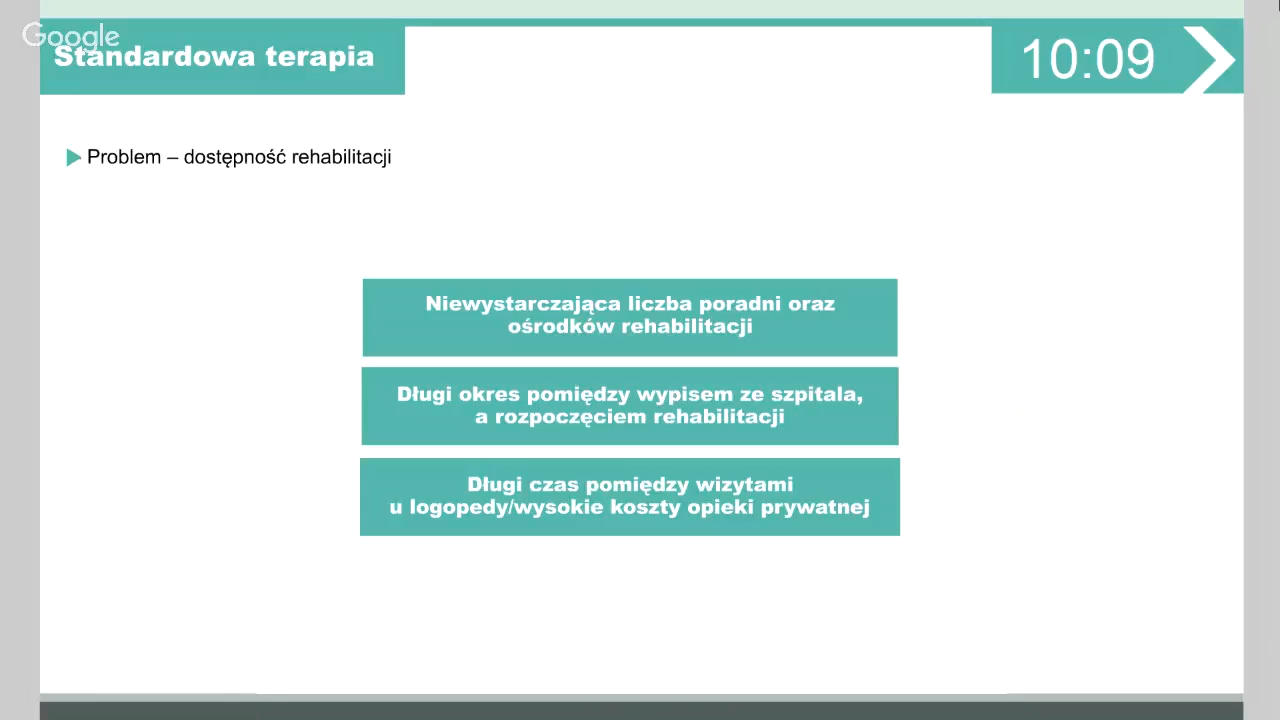 Google
Standardowa terapia
10:09
Problem – dostępność rehabilitacji
Niewystarczająca liczba poradni oraz
ośrodków rehabilitacji
Długi okres pomiędzy wypisem ze szpitala,
a rozpoczęciem rehabilitacji
Długi czas pomiędzy wizytami
u logopedy/wysokie koszty opieki prywatnej